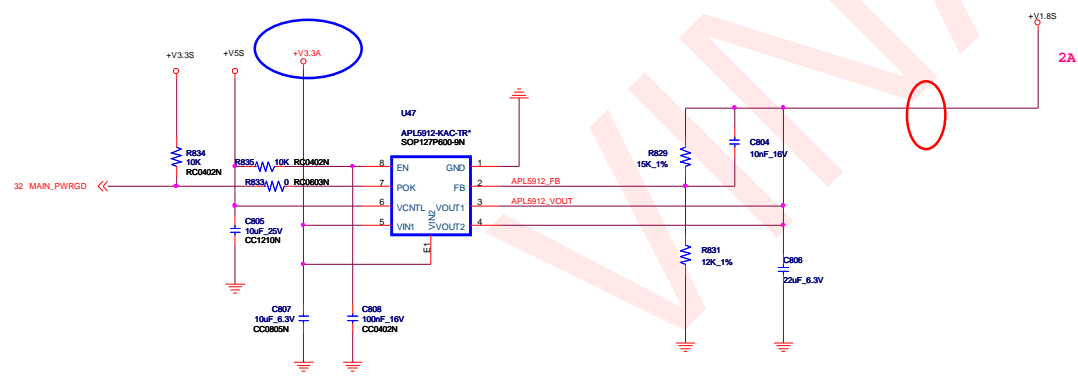 +V1.8S
2A
+V3.3S
+V5S
+V3.3A
U47
APL5912-KAC-TR*
SOP127P600-9N
R834
10K
RC0402N
R835
10K
RC0402N
R833
0
RC0603N
32 MAIN_PWRGD
8
EN
GND
1
7
POK
FB
2
6
VCNTL
VOUT1
3
5
VIN1
VOUT2
4
VIN2
E1
APL5912_FB
APL5912_VOUT
R829
15K_1%
C804
10nF_16V
C805
10uF_25V
CC1210N
R831
12K_1%
C806
22uF_6.3V
C807
10uF_6.3V
CC0805N
C808
100nF_16V
CC0402N
VIN